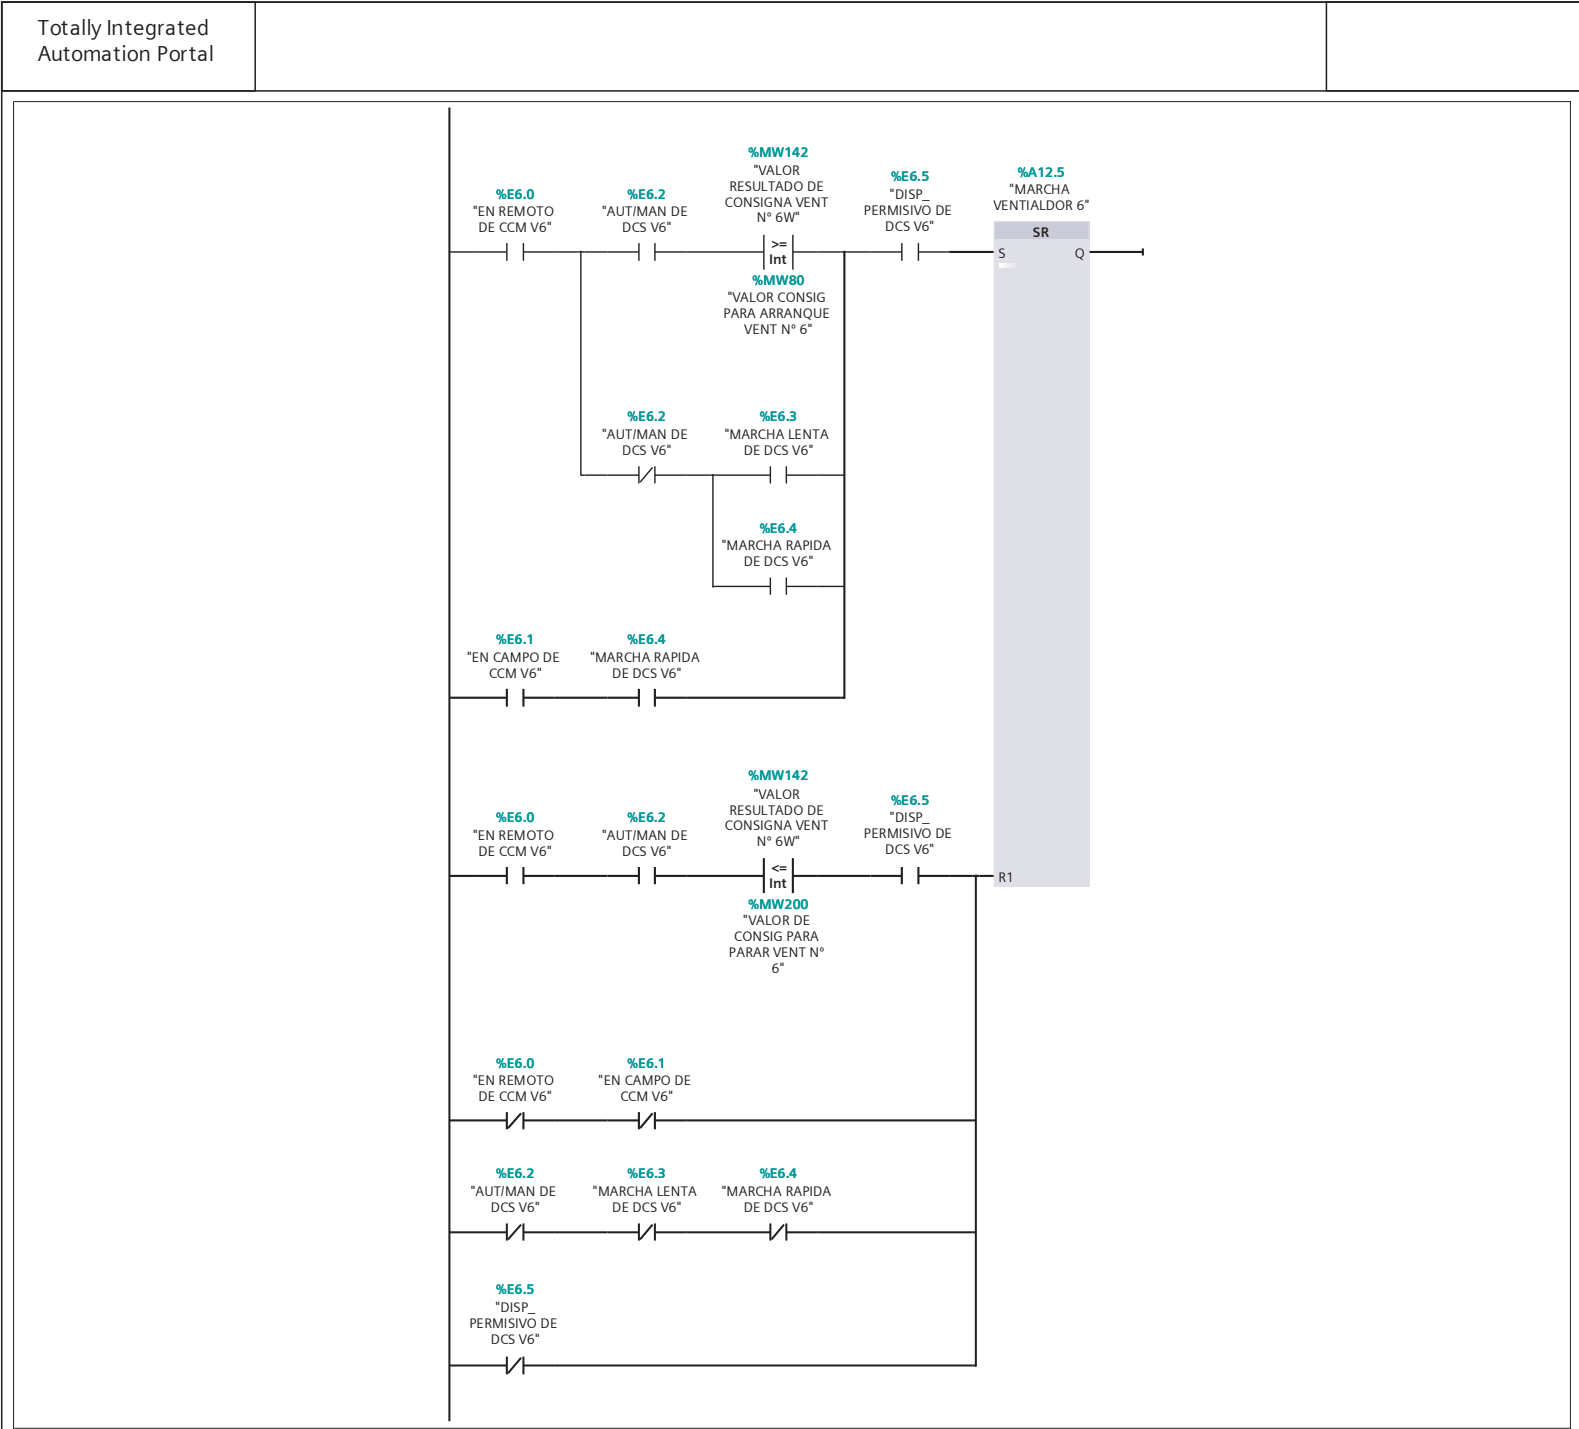 Totally Integrated
Automation Portal
%E6.0
"EN REMOTO
DE CCM V6"
%E6.2
"AUT/MAN DE
DCS V6"
%MW142
"VALOR
RESULTADO DE
CONSIGNA VENT
N° 6W"
>=
Int
%MW80
"VALOR CONSIG
PARA ARRANQUE
VENT N° 6"
%E6.5
"DISP_
PERMISIVO DE
DCS V6"
%A12.5
"MARCHA
VENTIALDOR 6"
SR
S
Q
%E6.2
"AUT/MAN DE
DCS V6"
%E6.3
"MARCHA LENTA
DE DCS V6"
%E6.4
"MARCHA RAPIDA
DE DCS V6"
%E6.1
"EN CAMPO DE
CCM V6"
%E6.4
"MARCHA RAPIDA
DE DCS V6"
%E6.0
"EN REMOTO
DE CCM V6"
%E6.2
"AUT/MAN DE
DCS V6"
%MW142
"VALOR
RESULTADO DE
CONSIGNA VENT
N° 6W"
<=
Int
%MW200
"VALOR DE
CONSIG PARA
PARAR VENT N°
6"
%E6.5
"DISP_
PERMISIVO DE
DCS V6"
R1
%E6.0
"EN REMOTO
DE CCM V6"
%E6.1
"EN CAMPO DE
CCM V6"
%E6.2
"AUT/MAN DE
DCS V6"
%E6.3
"MARCHA LENTA
DE DCS V6"
%E6.4
"MARCHA RAPIDA
DE DCS V6"
%E6.5
"DISP_
PERMISIVO DE
DCS V6"